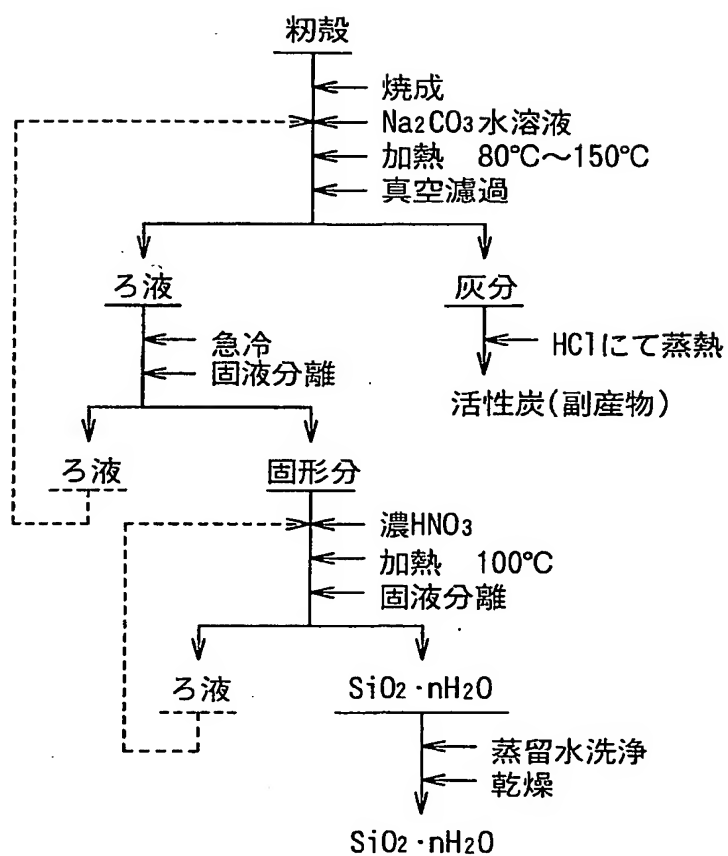 籾殻
焼成
Na2CO3水溶液
加熱 80℃~150℃
真空濾過
ろ液
灰分
急冷
固液分離
HClにて蒸熱
活性炭(副産物)
ろ液
固形分
濃HNO3
加熱 100℃
固液分離
ろ液
SiO2·nH2O
蒸留水洗浄
乾燥
SiO2·nH2O